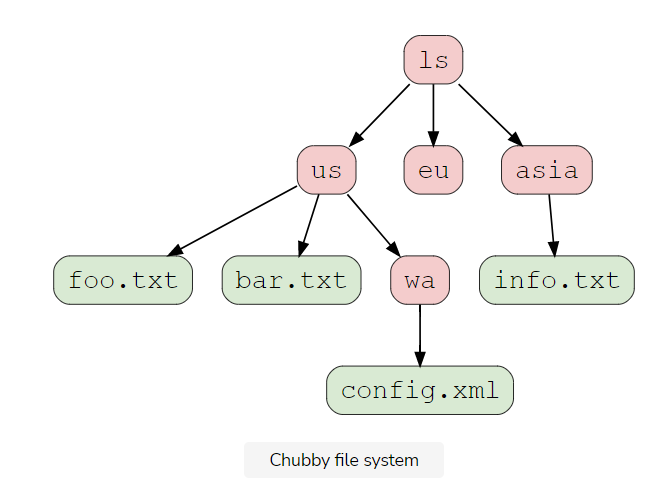 ls
us
eu
asia
foo.txt
bar.txt
wa
info.txt
config.xml
Chubby file system